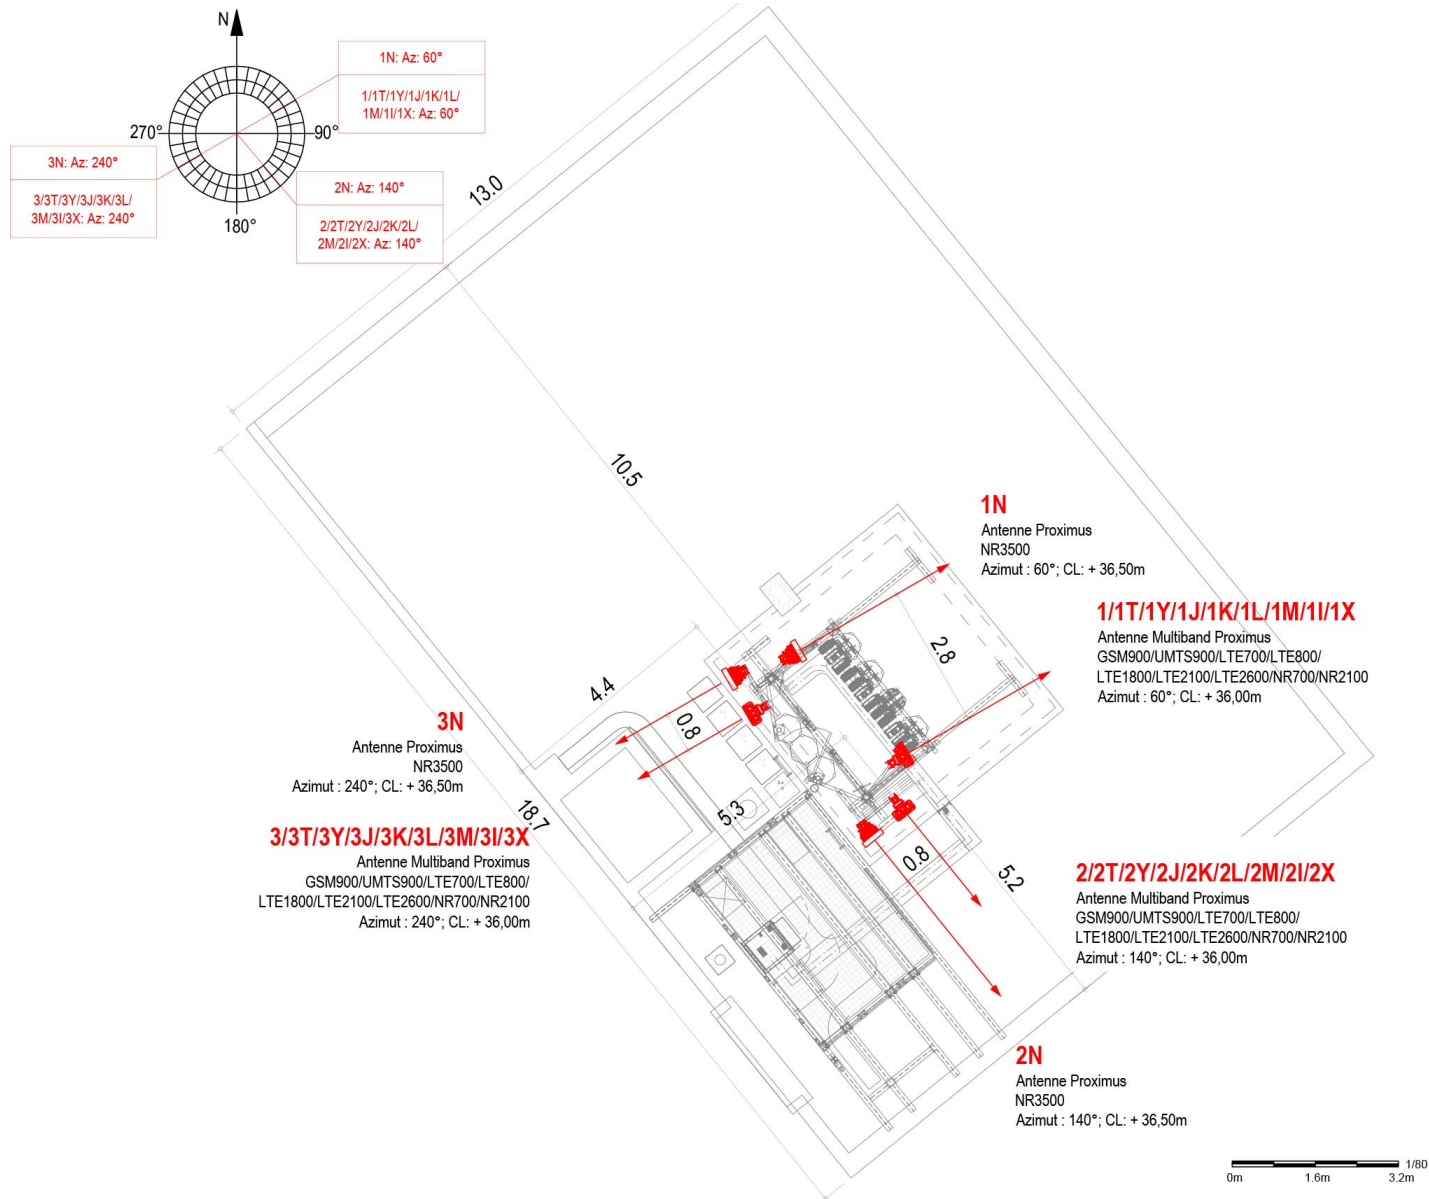 N
1N: Az: 60°
1/1T/1Y/1J/1K/1L/
1M/1I/1X: Az: 60°
270°
90°
3N: Az: 240°
3/3T/3Y/3J/3K/3L/
3M/3I/3X: Az: 240°
2N: Az: 140°
2/2T/2Y/2J/2K/2L/
2M/2I/2X: Az: 140°
180°
13.0
10.5
1N
Antenne Proximus
NR3500
Azimut : 60°; CL: + 36,50m
1/1T/1Y/1J/1K/1L/1M/1I/1X
Antenne Multiband Proximus
GSM900/UMTS900/LTE700/LTE800/
LTE1800/LTE2100/LTE2600/NR700/NR2100
Azimut : 60°; CL: + 36,00m
2.8
4.4
0.8
3N
Antenne Proximus
NR3500
Azimut : 240°; CL: + 36,50m
18.7
5.3
3/3T/3Y/3J/3K/3L/3M/3I/3X
Antenne Multiband Proximus
GSM900/UMTS900/LTE700/LTE800/
LTE1800/LTE2100/LTE2600/NR700/NR2100
Azimut : 240°; CL: + 36,00m
0.8
5.2
2/2T/2Y/2J/2K/2L/2M/2I/2X
Antenne Multiband Proximus
GSM900/UMTS900/LTE700/LTE800/
LTE1800/LTE2100/LTE2600/NR700/NR2100
Azimut : 140°; CL: + 36,00m
2N
Antenne Proximus
NR3500
Azimut : 140°; CL: + 36,50m
1/80
0m
1.6m
3.2m